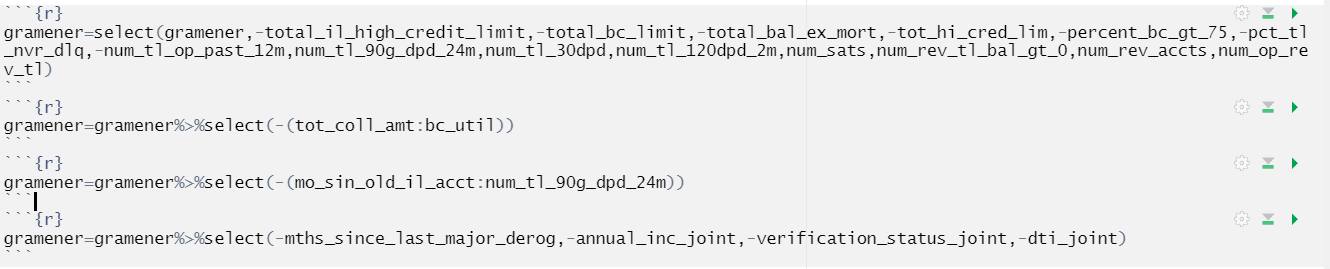 ```{r}
gramener=select(gramener,-total_il_high_credit_limit,-total_bc_limit,-total_bal_ex_mort,-tot_hi_cred_lim,-percent_bc_gt_75,-pct_tl
_nvr_dlq,-num_tl_op_past_12m,num_tl_90g_dpd_24m,num_tl_30dpd,num_tl_120dpd_2m,num_sats,num_rev_tl_bal_gt_0,num_rev_accts,num_op_re
v_tl)
```
```{r}
gramener=gramener%>%select(-(tot_coll_amt:bc_util))
```
```{r}
gramener=gramener%>%select(-(mo_sin_old_il_acct:num_tl_90g_dpd_24m))
```
```{r}
gramener=gramener%>%select(-mths_since_last_major_derog,-annual_inc_joint,-verification_status_joint,-dti_joint)
```